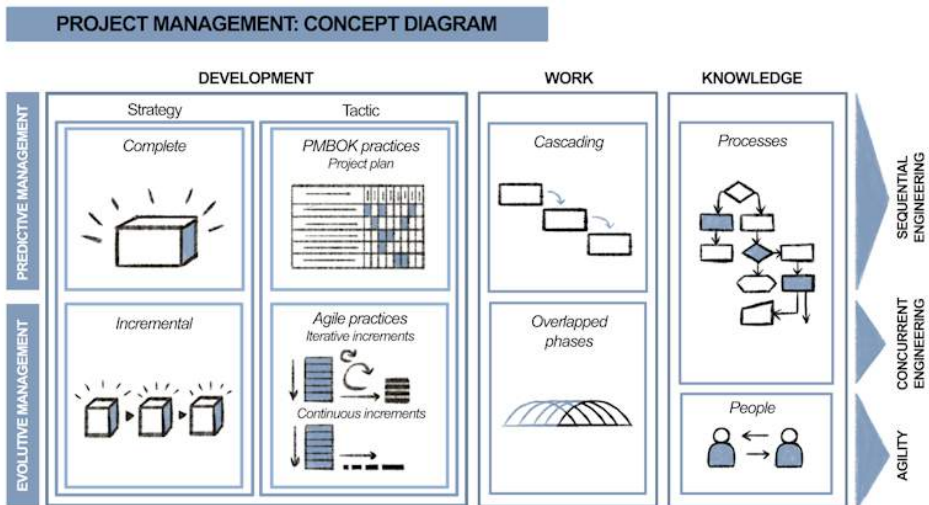 PROJECT MANAGEMENT: CONCEPT DIAGRAM
DEVELOPMENT
WORK
KNOWLEDGE
PREDICTIVE MANAGEMENT
Strategy
Tactic
Complete
PMBOK practices
Project plan
Cascading
Processes
SEQUENTIAL
ENGINEERING
EVOLUTIVE MANAGEMENT
Incremental
Agile practices
Iterative increments
Continuous increments
Overlapped
phases
CONCURRENT
ENGINEERING
People
AGILITY